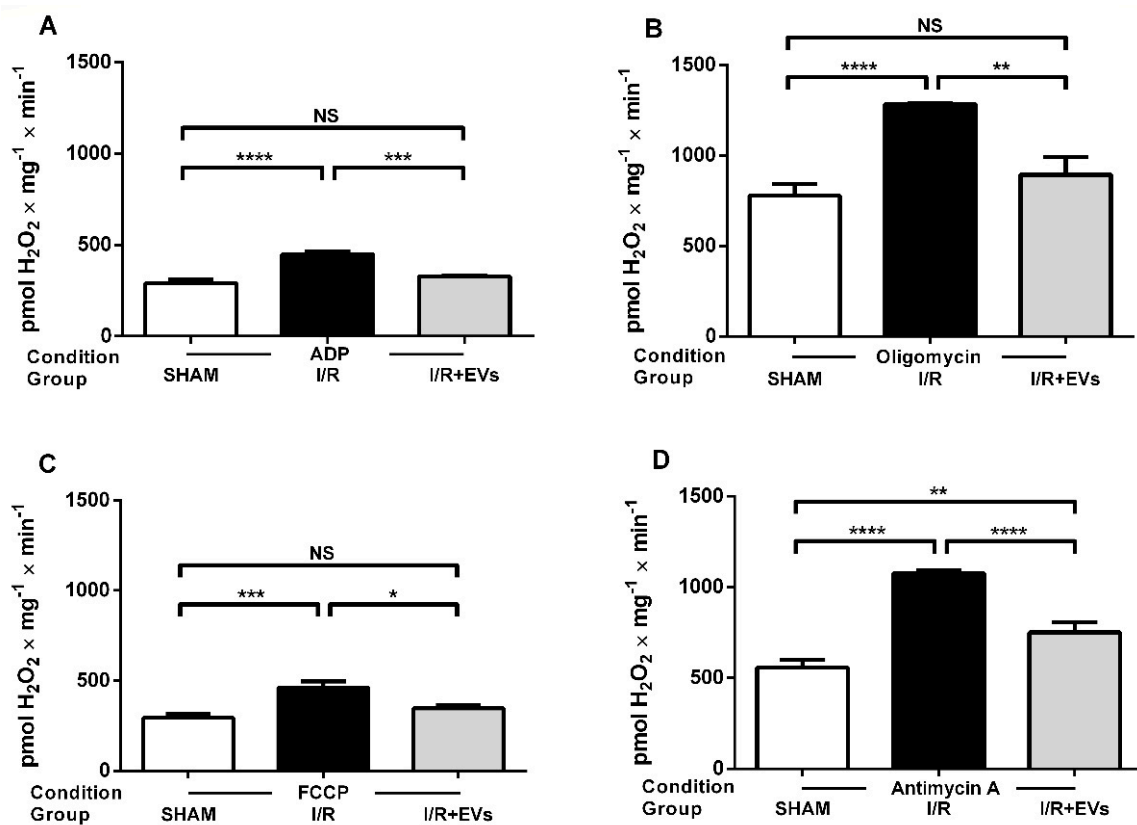 A
pmol H₂O₂ × mg⁻¹ × min⁻¹
1500
1000
500
0
NS
**** ***
Condition ADP
Group SHAM I/R I/R+EVs
B
pmol H₂O₂ × mg⁻¹ × min⁻¹
1500
1000
500
0
NS
**** **
Condition Oligomycin
Group SHAM I/R I/R+EVs
C
pmol H₂O₂ × mg⁻¹ × min⁻¹
1500
1000
500
0
NS
*** *
Condition FCCP
Group SHAM I/R I/R+EVs
D
pmol H₂O₂ × mg⁻¹ × min⁻¹
1500
1000
500
0
**
**** ****
Condition Antimycin A
Group SHAM I/R I/R+EVs